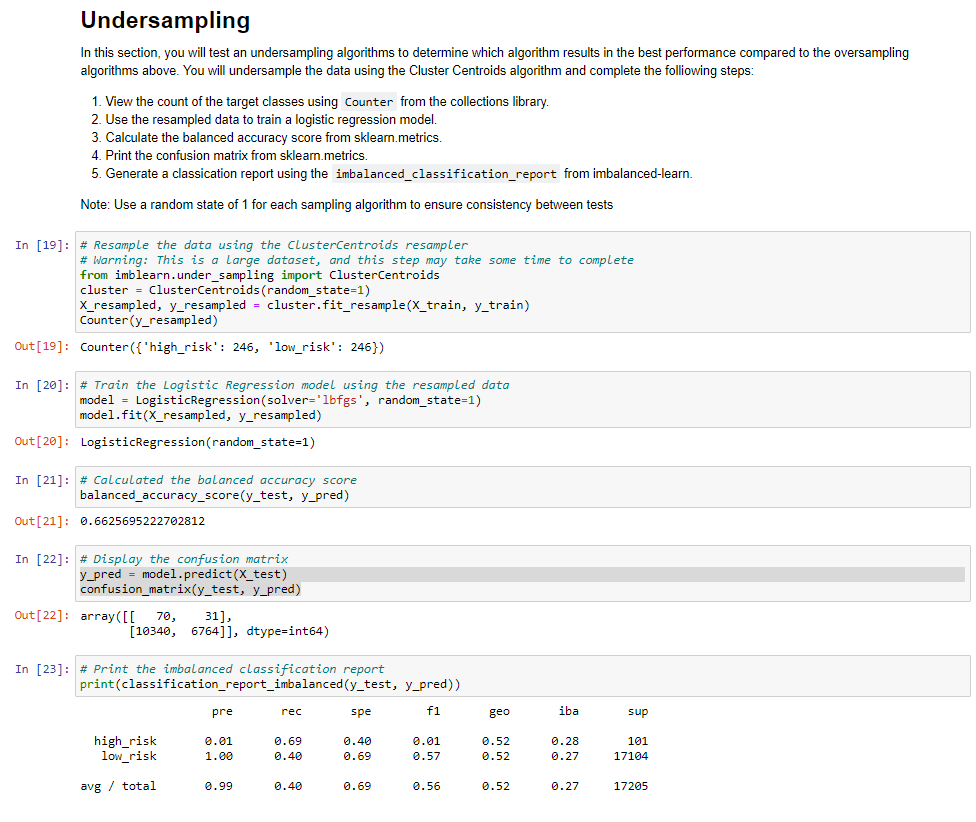 Undersampling
In this section, you will test an undersampling algorithms to determine which algorithm results in the best performance compared to the oversampling
algorithms above. You will undersample the data using the Cluster Centroids algorithm and complete the folliowing steps:
1. View the count of the target classes using Counter from the collections library.
2. Use the resampled data to train a logistic regression model.
3. Calculate the balanced accuracy score from sklearn.metrics.
4. Print the confusion matrix from sklearn.metrics.
5. Generate a classication report using the imbalanced_classification_report from imbalanced-learn.
Note: Use a random state of 1 for each sampling algorithm to ensure consistency between tests
In [19]: # Resample the data using the ClusterCentroids resampler
# Warning: This is a large dataset, and this step may take some time to complete
from imblearn.under_sampling import ClusterCentroids
cluster = ClusterCentroids(random_state=1)
X_resampled, y_resampled = cluster.fit_resample(X_train, y_train)
Counter(y_resampled)
Out[19]: Counter({'high_risk': 246, 'low_risk': 246})
In [20]: # Train the Logistic Regression model using the resampled data
model = LogisticRegression(solver='lbfgs', random_state=1)
model.fit(X_resampled, y_resampled)
Out[20]: LogisticRegression(random_state=1)
In [21]: # Calculated the balanced accuracy score
balanced_accuracy_score(y_test, y_pred)
Out[21]: 0.6625695222702812
In [22]: # Display the confusion matrix
y_pred = model.predict(X_test)
confusion_matrix(y_test, y_pred)
Out[22]: array([[   70,    31],
       [10340,  6764]], dtype=int64)
In [23]: # Print the imbalanced classification report
print(classification_report_imbalanced(y_test, y_pred))
pre rec spe f1 geo iba sup
high_risk 0.01 0.69 0.40 0.01 0.52 0.28 101
low_risk 1.00 0.40 0.69 0.57 0.52 0.27 17104
avg / total 0.99 0.40 0.69 0.56 0.52 0.27 17205